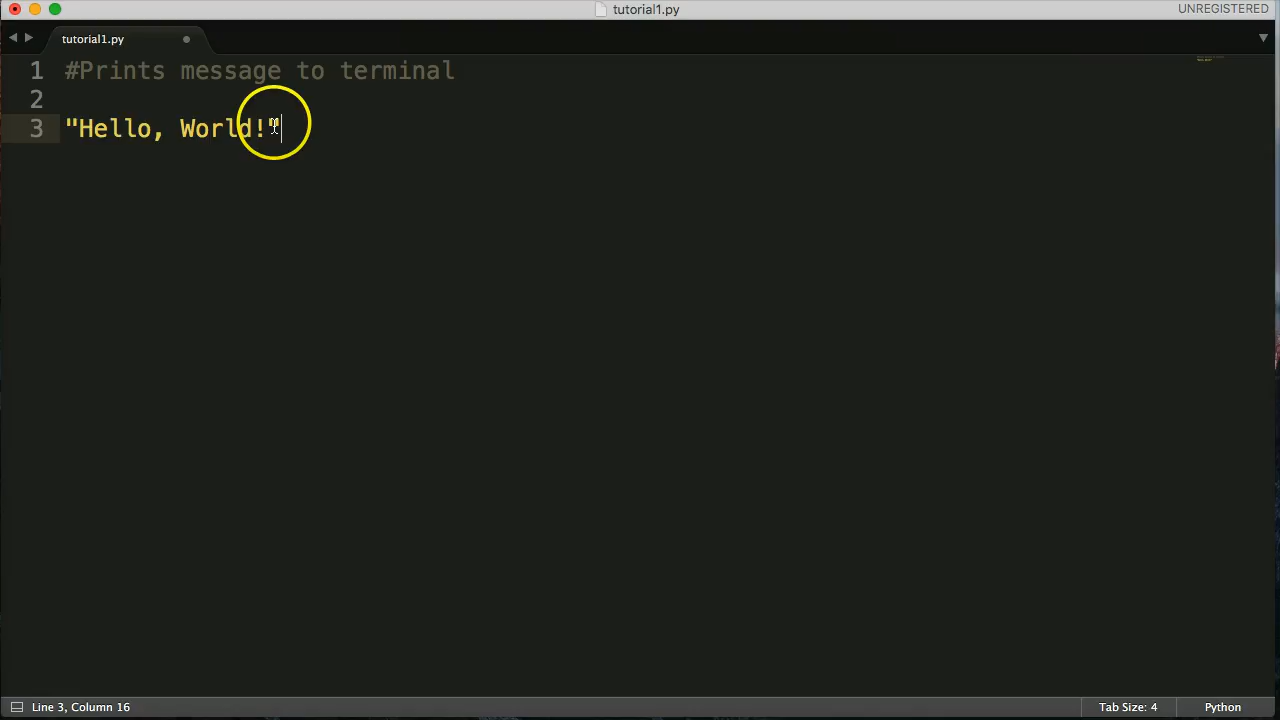 tutorial1.py
UNREGISTERED
tutorial1.py
1 #Prints message to terminal
2
3 "Hello, World!"
Line 3, Column 16
Tab Size: 4
Python